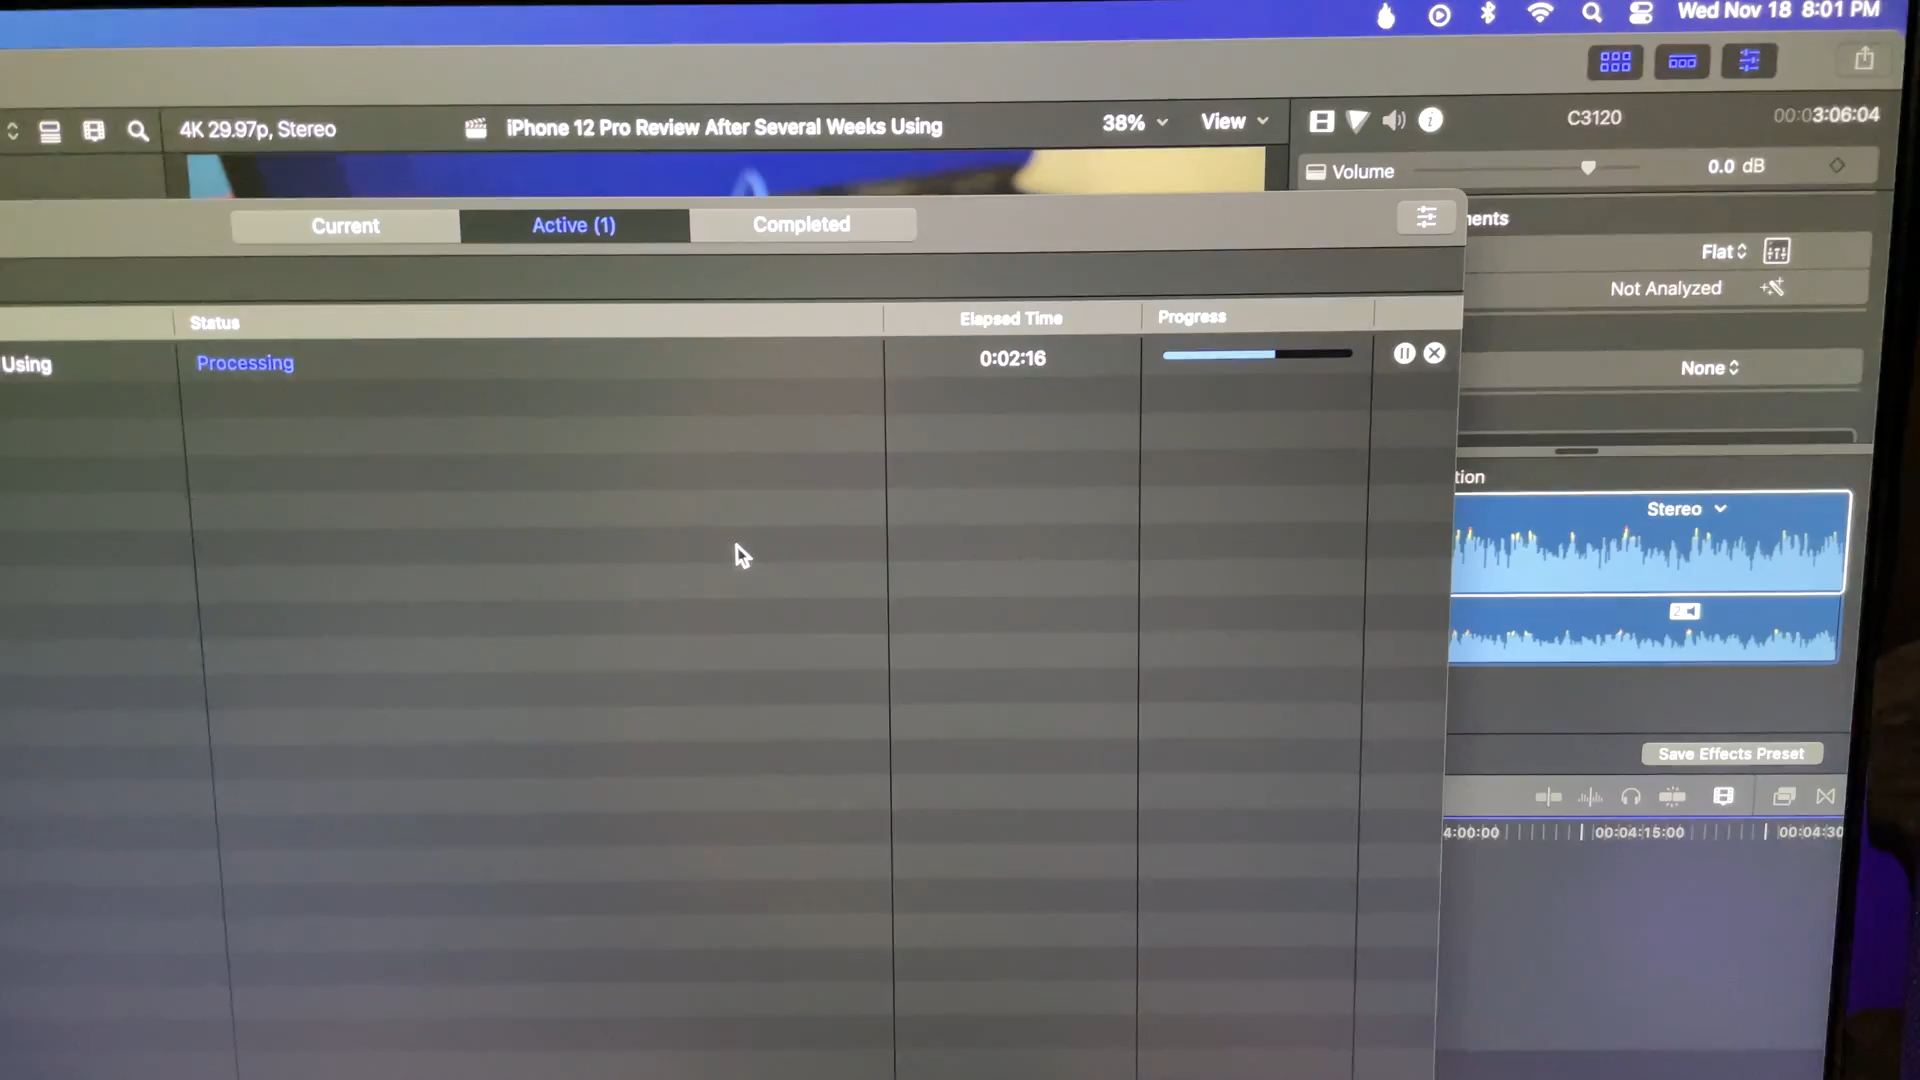 Wed Nov 18 8:01 PM
4K 29.97p, Stereo
iPhone 12 Pro Review After Several Weeks Using
38%
View
C3120
00:03:06:04
Volume
0.0 dB
Current
Active (1)
Completed
ents
Flat
Not Analyzed
Status
Elapsed Time
Progress
Using
Processing
0:02:16
None
tion
Stereo
2
Save Effects Preset
4:00:00
00:04:15:00
00:04:30